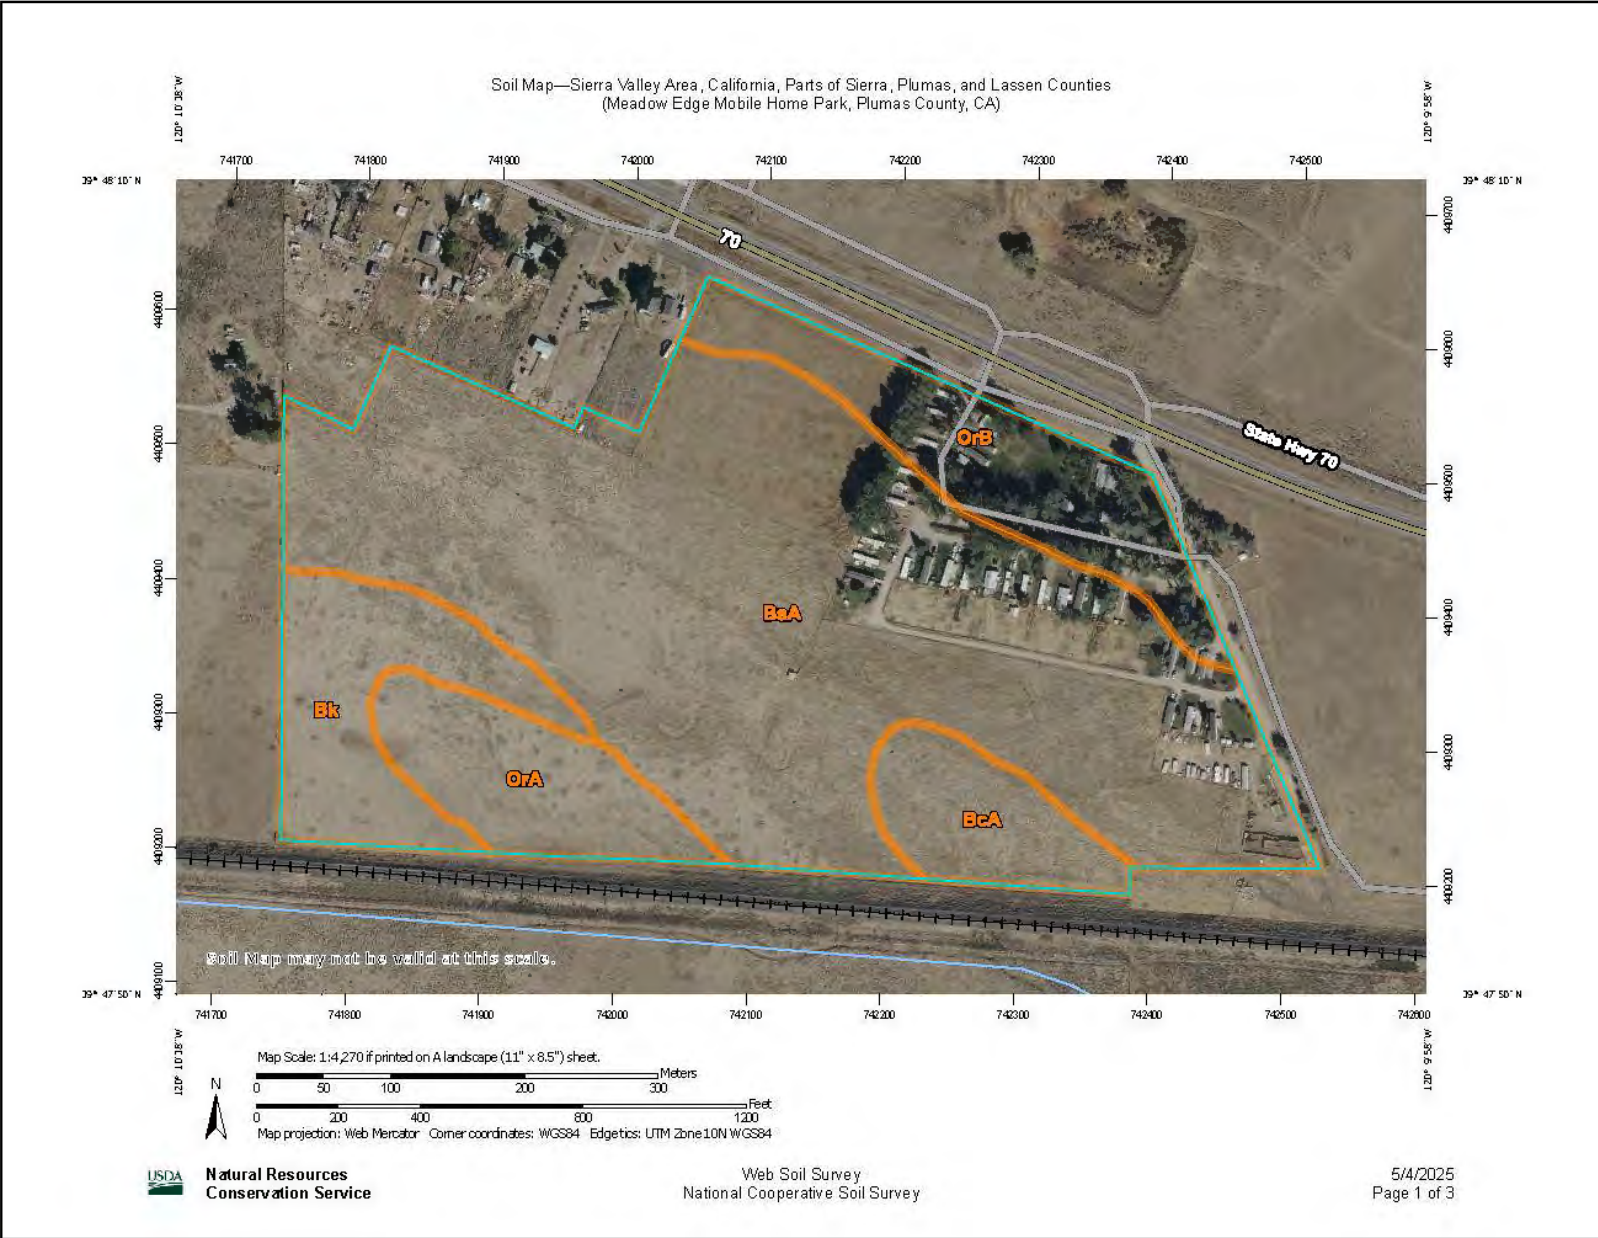 Soil Map—Sierra Valley Area, California, Parts of Sierra, Plumas, and Lassen Counties
(Meadow Edge Mobile Home Park, Plumas County, CA)
120° 10' 38'' W
120° 9' 58'' W
741700 741800 741900 742000 742100 742200 742300 742400 742500
39° 48' 10'' N
39° 48' 10'' N
4409700
70
4409600
4409600
OrB
State Hwy 70
4409500
4409500
4409400
4409400
BaA
Bk
4409300
4409300
OrA
BcA
4409200
4409200
Soil Map may not be valid at this scale.
4409100
39° 47' 50'' N
39° 47' 50'' N
741700 741800 741900 742000 742100 742200 742300 742400 742500 742600
120° 10' 38'' W
120° 9' 58'' W
Map Scale: 1:4,270 if printed on A landscape (11" x 8.5") sheet.
Meters
0 50 100 200 300
Feet
0 200 400 800 1200
N
Map projection: Web Mercator Corner coordinates: WGS84 Edge tics: UTM Zone 10N WGS84
USDA
Natural Resources
Conservation Service
Web Soil Survey
National Cooperative Soil Survey
5/4/2025
Page 1 of 3